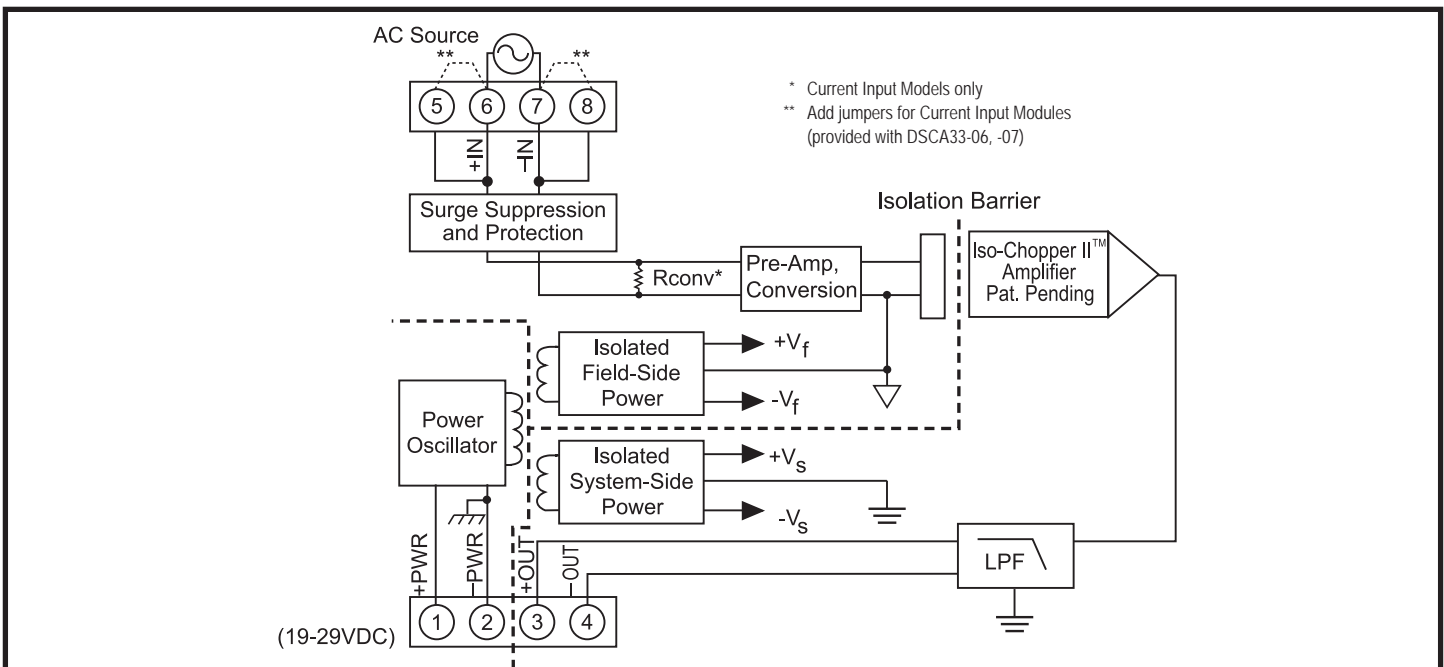 AC Source
** **
5 6 7 8
* Current Input Models only
** Add jumpers for Current Input Modules
(provided with DSCA33-06, -07)
+IN
–IN
Surge Suppression
and Protection
Isolation Barrier
Rconv*
Pre-Amp,
Conversion
Iso-Chopper II™
Amplifier
Pat. Pending
Isolated
Field-Side
Power
+Vf
-Vf
Power
Oscillator
Isolated
System-Side
Power
+Vs
-Vs
+PWR
–PWR
+OUT
–OUT
LPF
(19-29VDC)
1 2 3 4